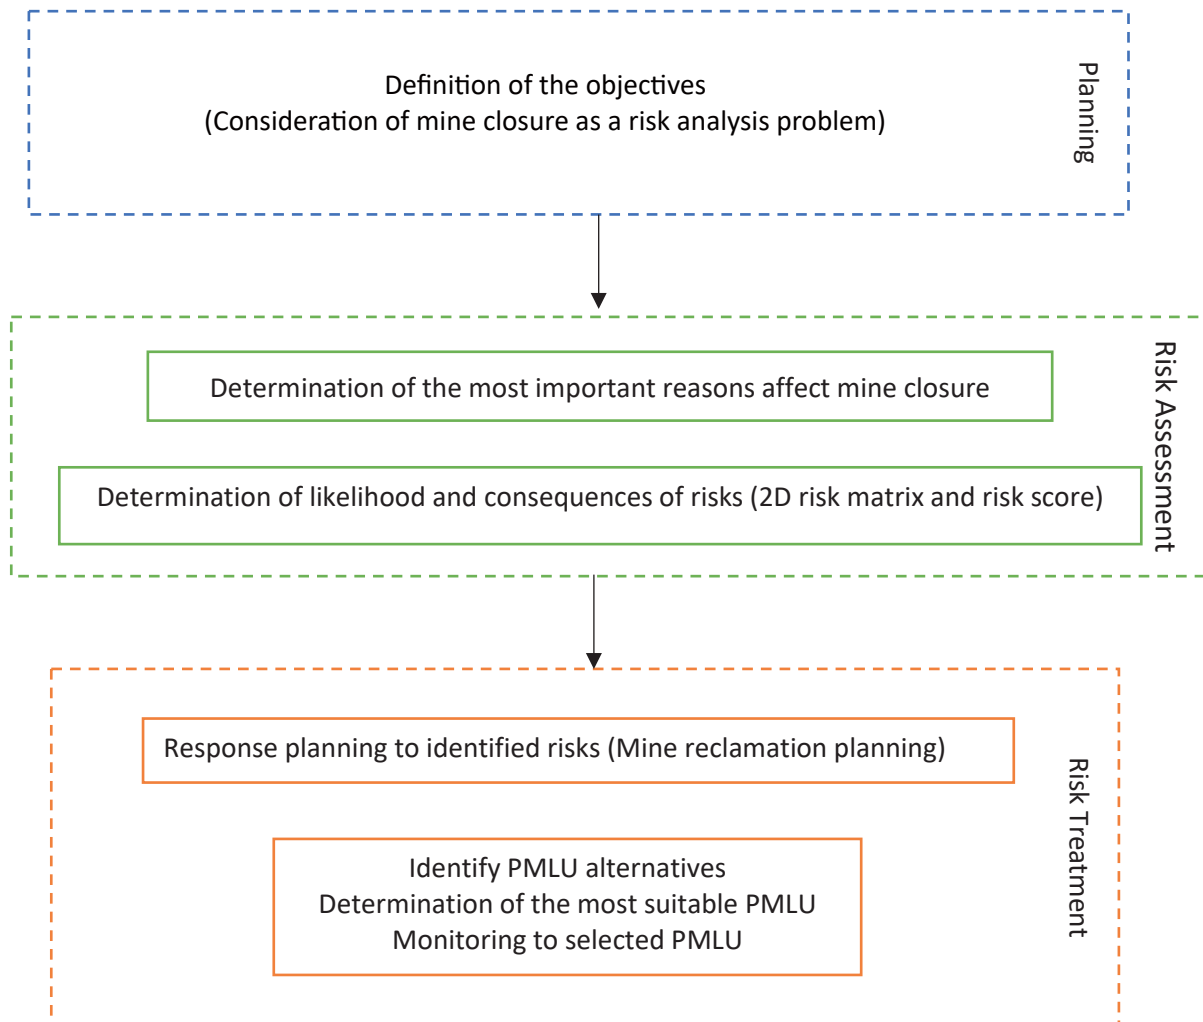 Definition of the objectives
(Consideration of mine closure as a risk analysis problem)
Planning
Determination of the most important reasons affect mine closure
Determination of likelihood and consequences of risks (2D risk matrix and risk score)
Risk Assessment
Response planning to identified risks (Mine reclamation planning)
Identify PMLU alternatives
Determination of the most suitable PMLU
Monitoring to selected PMLU
Risk Treatment